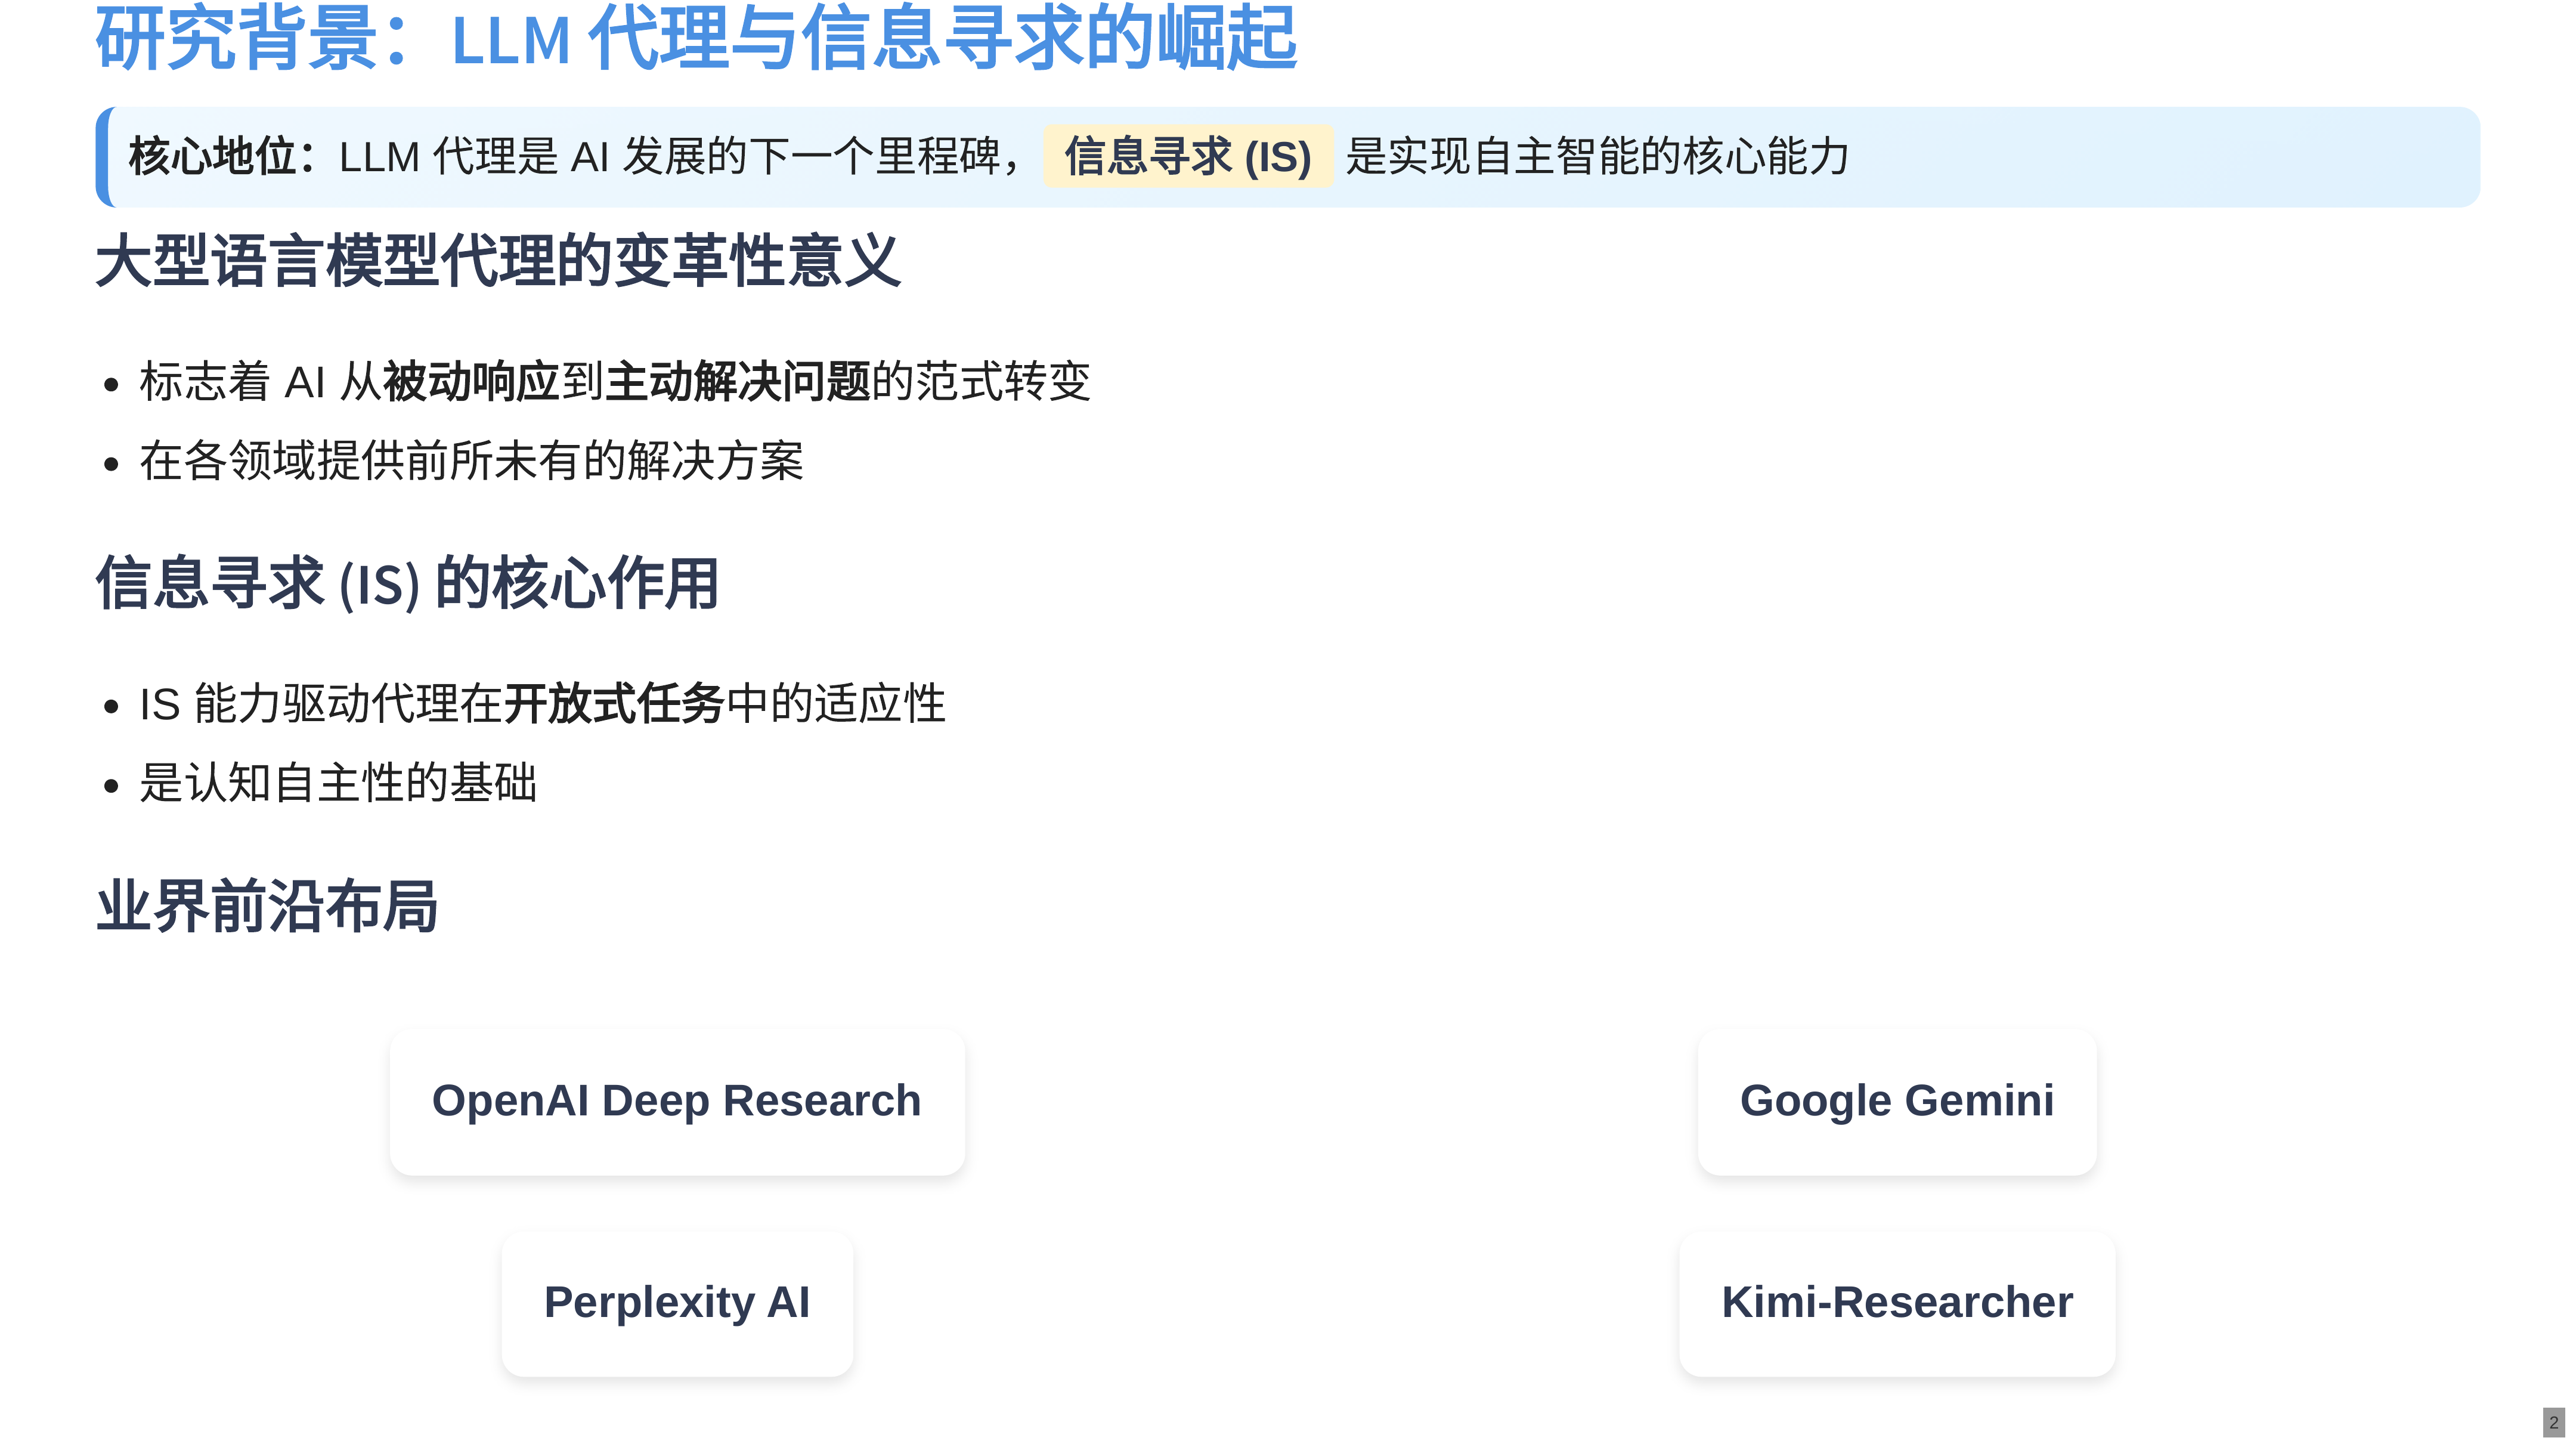 研究背景：LLM 代理与信息寻求的崛起
核心地位：LLM 代理是 AI 发展的下一个里程碑，信息寻求 (IS) 是实现自主智能的核心能力
大型语言模型代理的变革性意义
• 标志着 AI 从被动响应到主动解决问题的范式转变
• 在各领域提供前所未有的解决方案
信息寻求 (IS) 的核心作用
• IS 能力驱动代理在开放式任务中的适应性
• 是认知自主性的基础
业界前沿布局
OpenAI Deep Research
Google Gemini
Perplexity AI
Kimi-Researcher
2